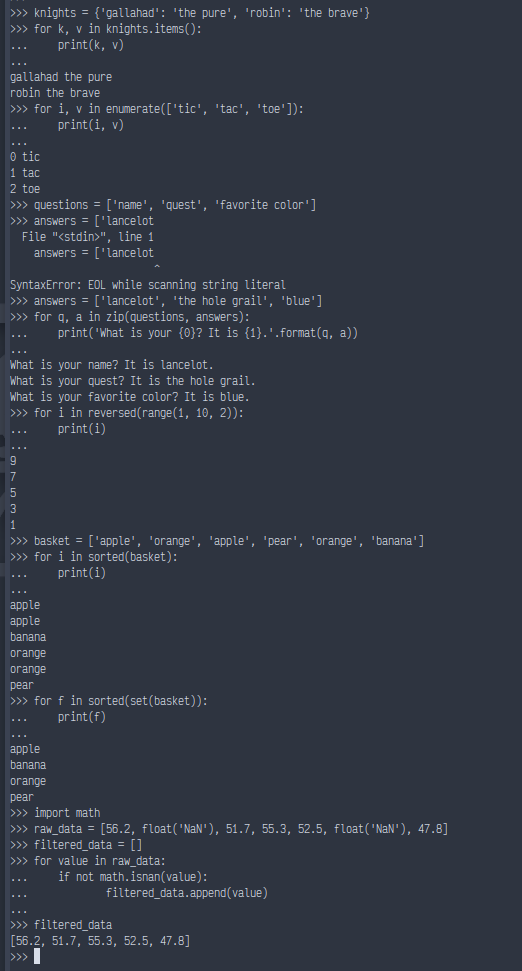 >>> knights = {'gallahad': 'the pure', 'robin': 'the brave'}
>>> for k, v in knights.items():
...     print(k, v)
...
gallahad the pure
robin the brave
>>> for i, v in enumerate(['tic', 'tac', 'toe']):
...     print(i, v)
...
0 tic
1 tac
2 toe
>>> questions = ['name', 'quest', 'favorite color']
>>> answers = ['lancelot
  File "<stdin>", line 1
    answers = ['lancelot
                        ^
SyntaxError: EOL while scanning string literal
>>> answers = ['lancelot', 'the hole grail', 'blue']
>>> for q, a in zip(questions, answers):
...     print('What is your {0}? It is {1}.'.format(q, a))
...
What is your name? It is lancelot.
What is your quest? It is the hole grail.
What is your favorite color? It is blue.
>>> for i in reversed(range(1, 10, 2)):
...     print(i)
...
9
7
5
3
1
>>> basket = ['apple', 'orange', 'apple', 'pear', 'orange', 'banana']
>>> for i in sorted(basket):
...     print(i)
...
apple
apple
banana
orange
orange
pear
>>> for f in sorted(set(basket)):
...     print(f)
...
apple
banana
orange
pear
>>> import math
>>> raw_data = [56.2, float('NaN'), 51.7, 55.3, 52.5, float('NaN'), 47.8]
>>> filtered_data = []
>>> for value in raw_data:
...     if not math.isnan(value):
...             filtered_data.append(value)
...
>>> filtered_data
[56.2, 51.7, 55.3, 52.5, 47.8]
>>>